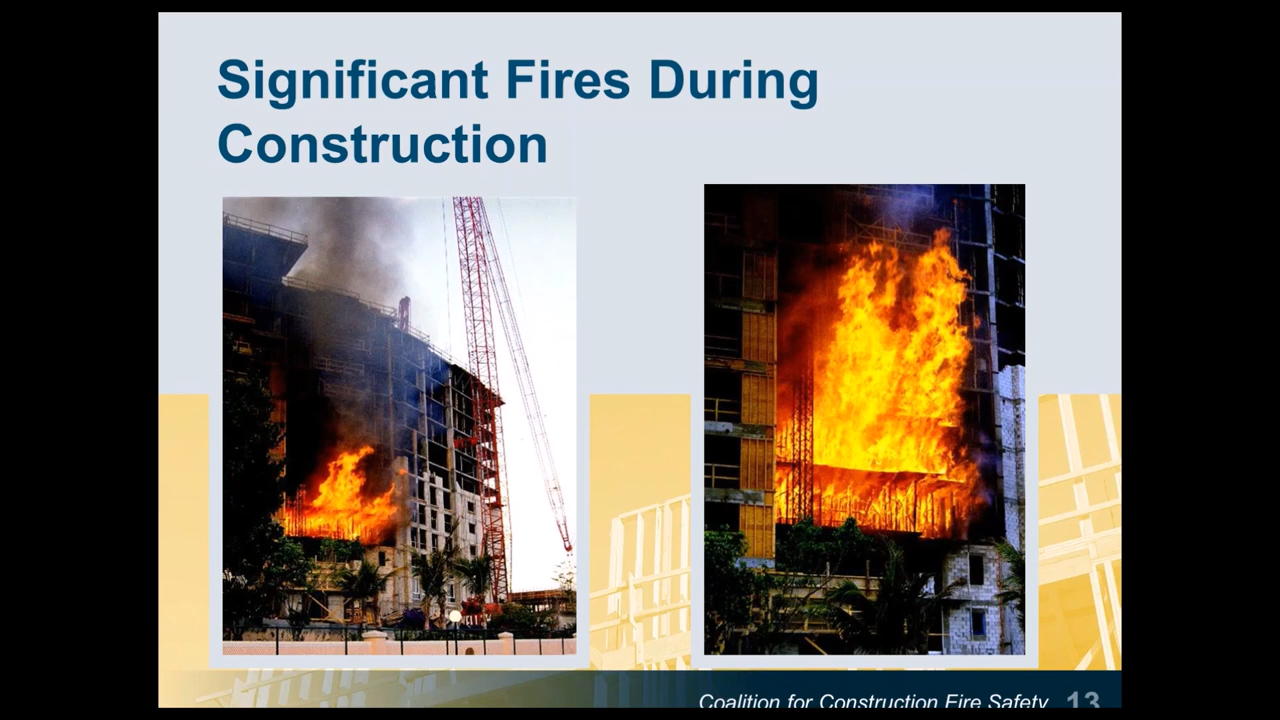 Significant Fires During
Construction
Coalition for Construction Fire Safety 13